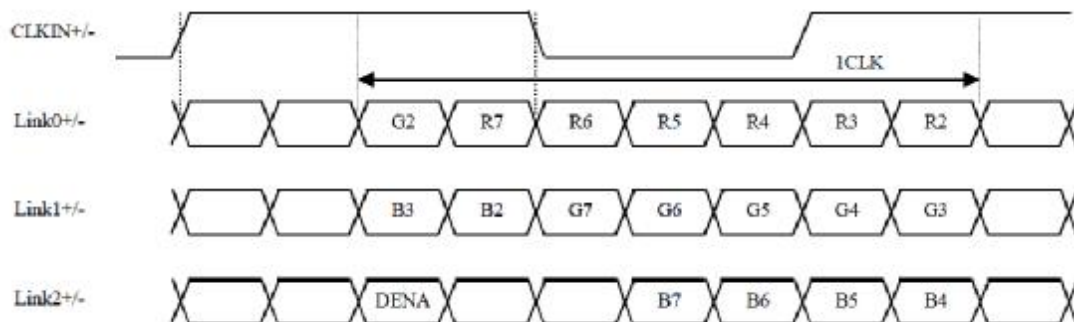 CLKIN+/-
1CLK
Link0+/- G2 R7 R6 R5 R4 R3 R2
Link1+/- B3 B2 G7 G6 G5 G4 G3
Link2+/- DENA B7 B6 B5 B4